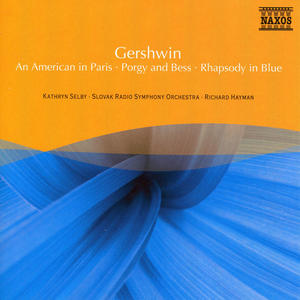 NAXOS
Gershwin
An American in Paris · Porgy and Bess · Rhapsody in Blue
KATHRYN SELBY · SLOVAK RADIO SYMPHONY ORCHESTRA · RICHARD HAYMAN